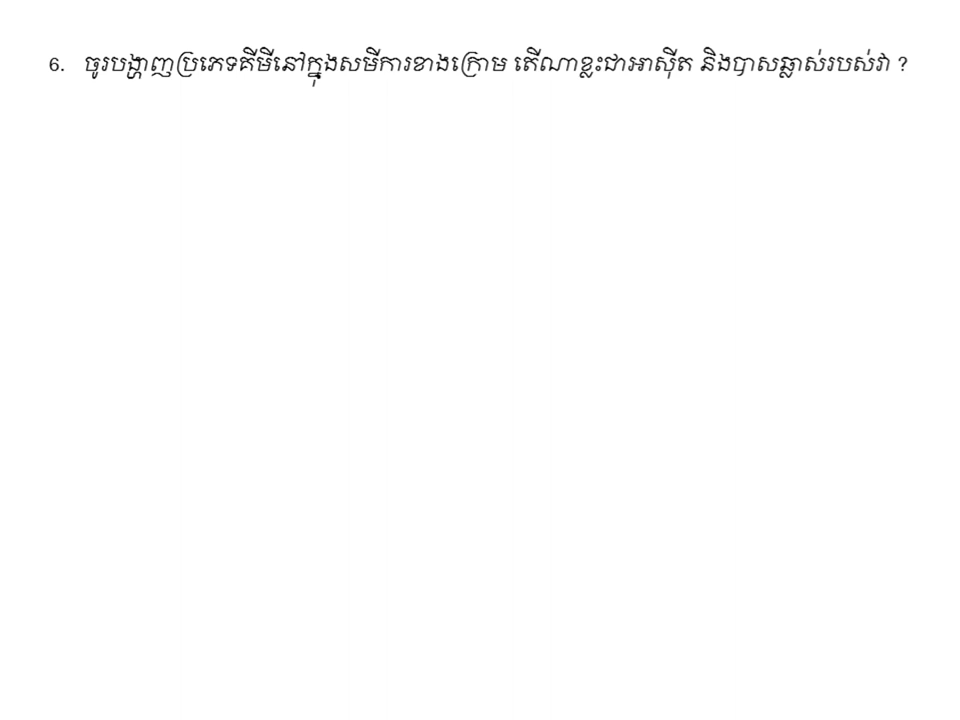 6. ចូរបង្ហាញប្រភេទគីមីនៅក្នុងសមីការខាងក្រោម តើណាខ្លះជាអាស៊ីត និងបាសឆ្លាស់របស់វា ?